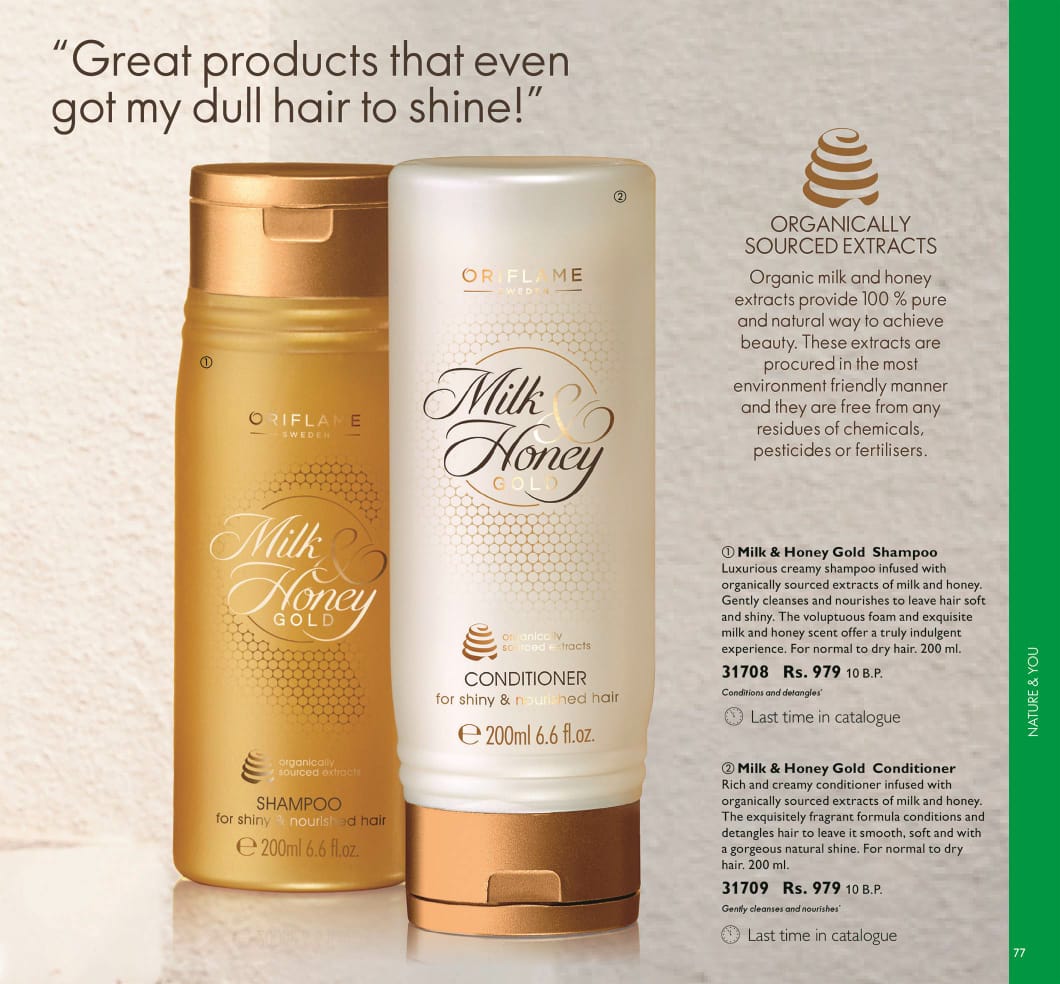 “Great products that even
got my dull hair to shine!”
②
ORIFLAME
SWEDEN
Milk &
Honey
GOLD
organically
sourced extracts
CONDITIONER
for shiny & nourished hair
℮ 200ml 6.6 fl.oz.
①
ORIFLAME
SWEDEN
Milk &
Honey
GOLD
organically
sourced extracts
SHAMPOO
for shiny & nourished hair
℮ 200ml 6.6 fl.oz.
ORGANICALLY
SOURCED EXTRACTS
Organic milk and honey
extracts provide 100 % pure
and natural way to achieve
beauty. These extracts are
procured in the most
environment friendly manner
and they are free from any
residues of chemicals,
pesticides or fertilisers.
① Milk & Honey Gold Shampoo
Luxurious creamy shampoo infused with
organically sourced extracts of milk and honey.
Gently cleanses and nourishes to leave hair soft
and shiny. The voluptuous foam and exquisite
milk and honey scent offer a truly indulgent
experience. For normal to dry hair. 200 ml.
31708 Rs. 979 10 B.P.
Conditions and detangles'
Last time in catalogue
② Milk & Honey Gold Conditioner
Rich and creamy conditioner infused with
organically sourced extracts of milk and honey.
The exquisitely fragrant formula conditions and
detangles hair to leave it smooth, soft and with
a gorgeous natural shine. For normal to dry
hair. 200 ml.
31709 Rs. 979 10 B.P.
Gently cleanses and nourishes'
Last time in catalogue
NATURE & YOU
77